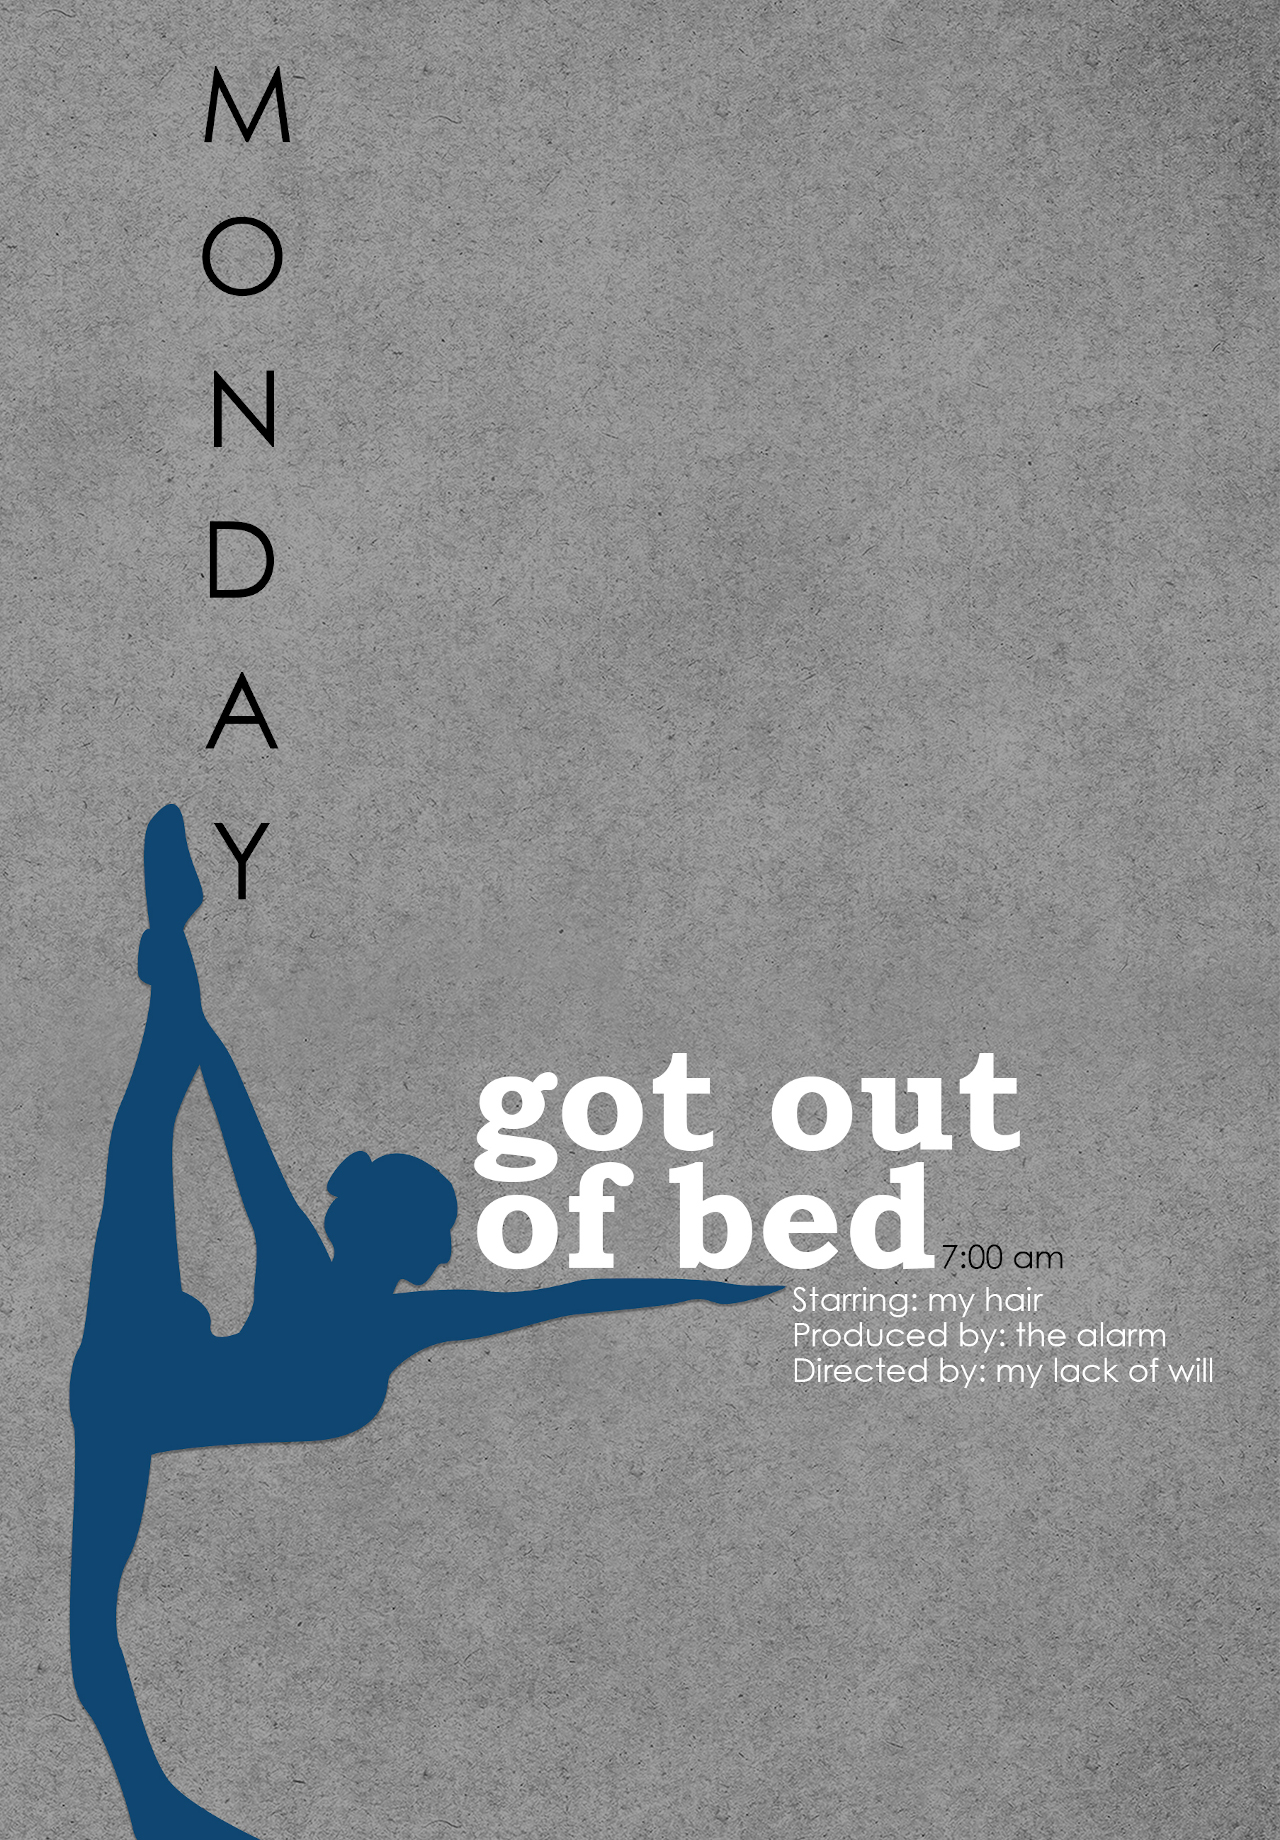 MONDAY
got out
of bed
7:00 am
Starring: my hair
Produced by: the alarm
Directed by: my lack of will